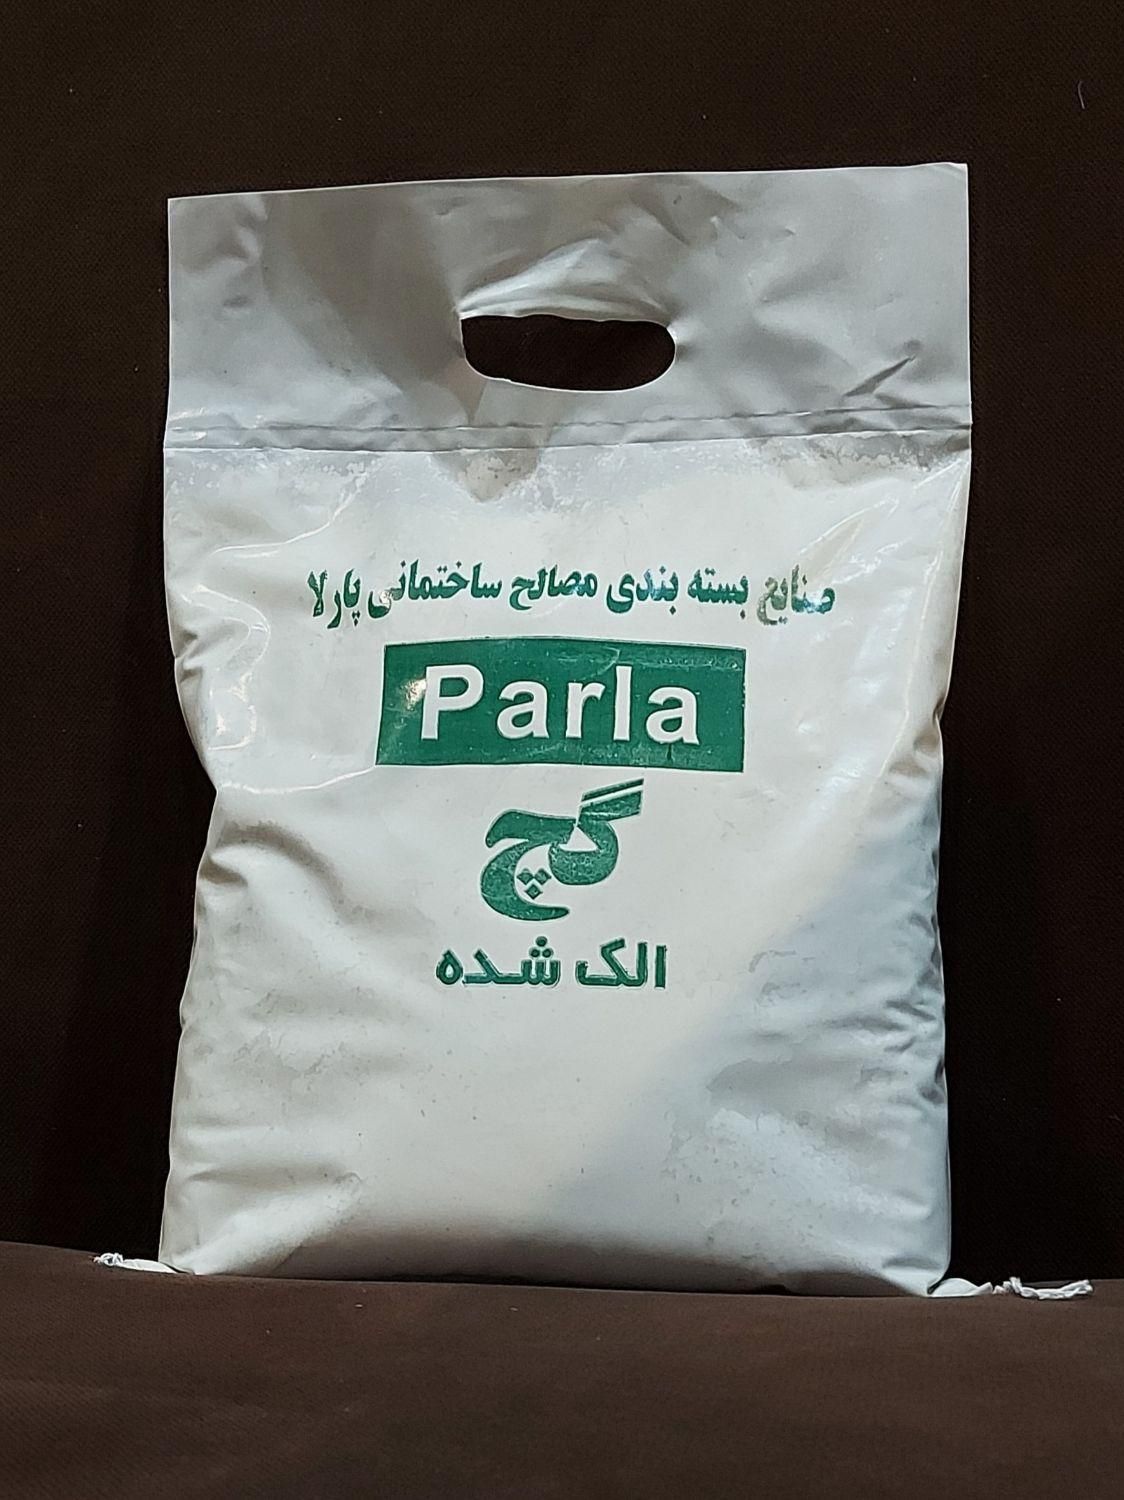 صنایع بسته بندی مصالح ساختمانی پارلا
Parla
گچ
الک شده